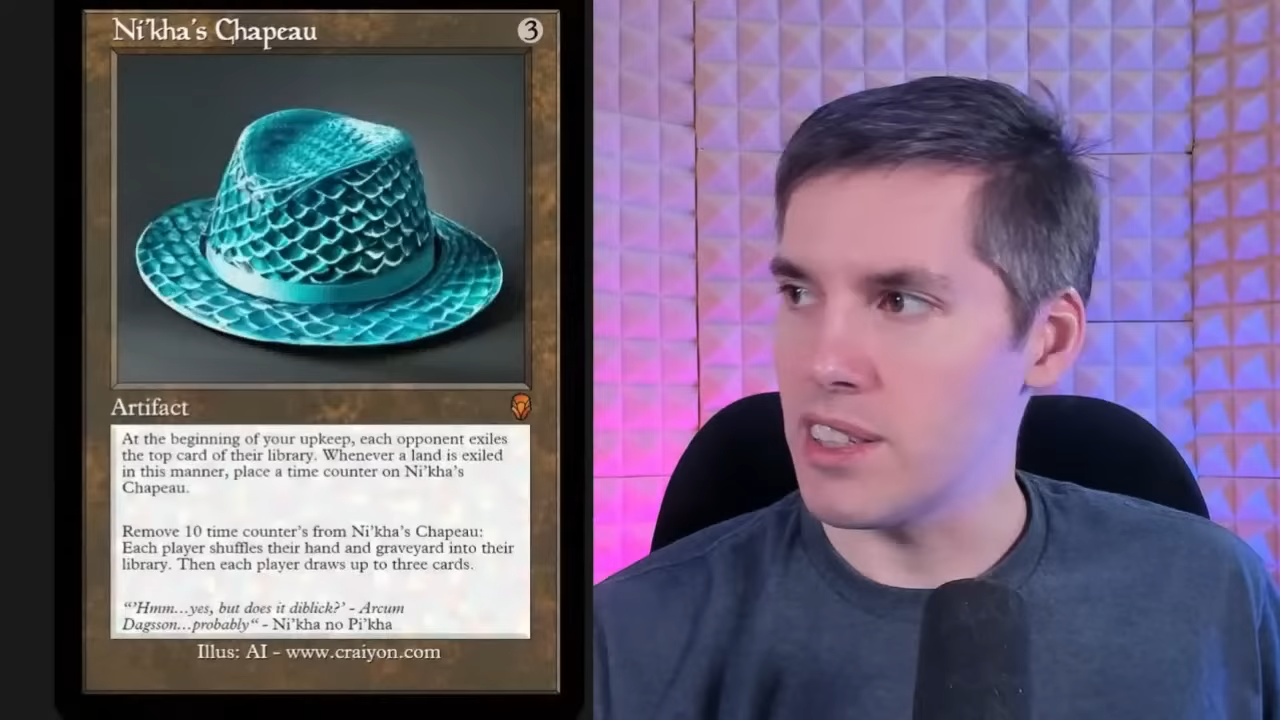 Ni'kha's Chapeau 3
Artifact
At the beginning of your upkeep, each opponent exiles
the top card of their library. Whenever a land is exiled
in this manner, place a time counter on Ni'kha's
Chapeau.
Remove 10 time counter's from Ni'kha's Chapeau:
Each player shuffles their hand and graveyard into their
library. Then each player draws up to three cards.
"'Hmm...yes, but does it diblick?' - Arcum
Dagsson...probably“ - Ni'kha no Pi'kha
Illus: AI - www.craiyon.com